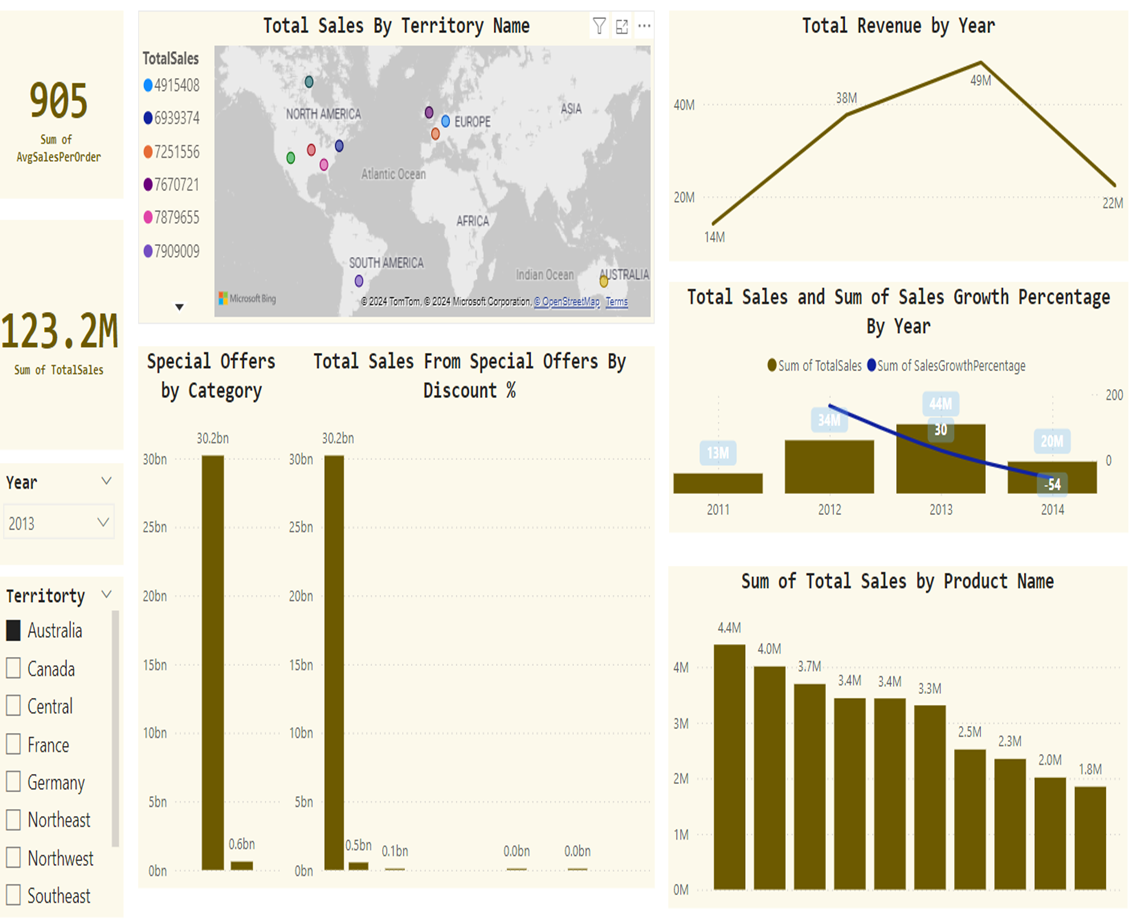 905
Sum of
AvgSalesPerOrder
123.2M
Sum of TotalSales
Year
2013
Territorty
Australia
Canada
Central
France
Germany
Northeast
Northwest
Southeast
Total Sales By Territory Name
TotalSales
4915408
6939374
7251556
7670721
7879655
7909009
NORTH AMERICA
EUROPE
ASIA
Atlantic Ocean
AFRICA
SOUTH AMERICA
Indian Ocean
AUSTRALIA
Microsoft Bing
© 2024 TomTom, © 2024 Microsoft Corporation, © OpenStreetMap Terms
Special Offers
by Category
30.2bn
30bn
25bn
20bn
15bn
10bn
5bn
0.6bn
0bn
Total Sales From Special Offers By
Discount %
30.2bn
30bn
25bn
20bn
15bn
10bn
5bn
0.5bn
0.1bn
0.0bn
0.0bn
0bn
Total Revenue by Year
49M
40M
38M
20M
22M
14M
Total Sales and Sum of Sales Growth Percentage
By Year
Sum of TotalSales Sum of SalesGrowthPercentage
200
44M
34M
30
20M
13M
0
-54
2011 2012 2013 2014
Sum of Total Sales by Product Name
4.4M
4.0M
3.7M
3.4M
3.4M
3.3M
2.5M
2.3M
2.0M
1.8M
4M
3M
2M
1M
0M